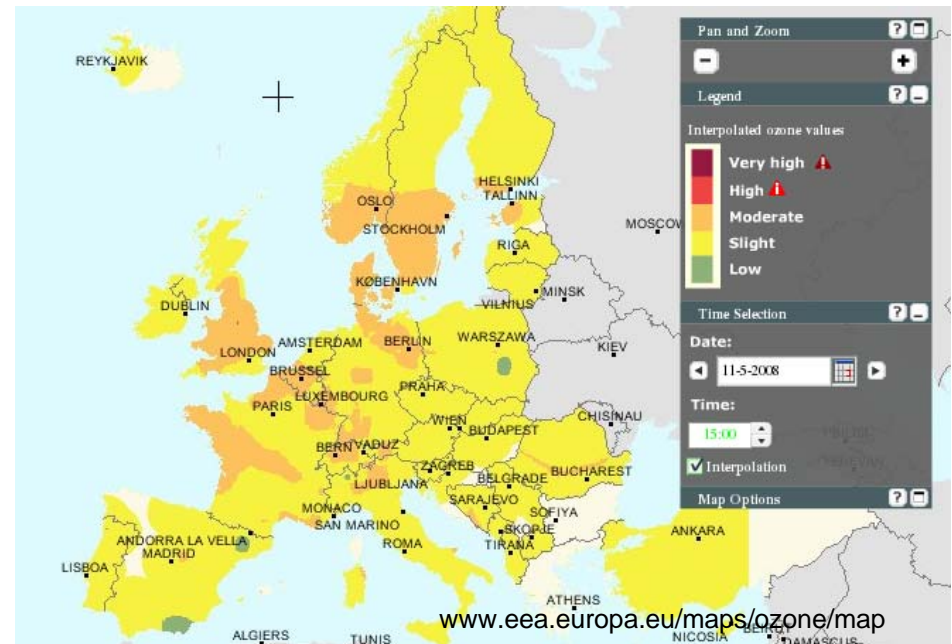 REYKJAVIK
HELSINKI
TALLINN
OSLO
STOCKHOLM
MOSCOW
RIGA
KØBENHAVN
MINSK
VILNIUS
DUBLIN
AMSTERDAM
BERLIN
WARSZAWA
KIEV
LONDON
BRUSSEL
PRAHA
LUXEMBOURG
PARIS
CHISINAU
WIEN
BUDAPEST
BERN
VADUZ
ZAGREB
LJUBLJANA
BELGRADE
BUCHAREST
SARAJEVO
MONACO
SOFIYA
SAN MARINO
SKOPJE
ANKARA
ANDORRA LA VELLA
MADRID
ROMA
TIRANA
LISBOA
ATHENS
www.eea.europa.eu/maps/ozone/map
ALGIERS
TUNIS
NICOSIA
DAMASCUS
Pan and Zoom
?
-
+
Legend
?
Interpolated ozone values
Very high
High
Moderate
Slight
Low
Time Selection
?
Date:
11-5-2008
Time:
15:00
Interpolation
Map Options
?